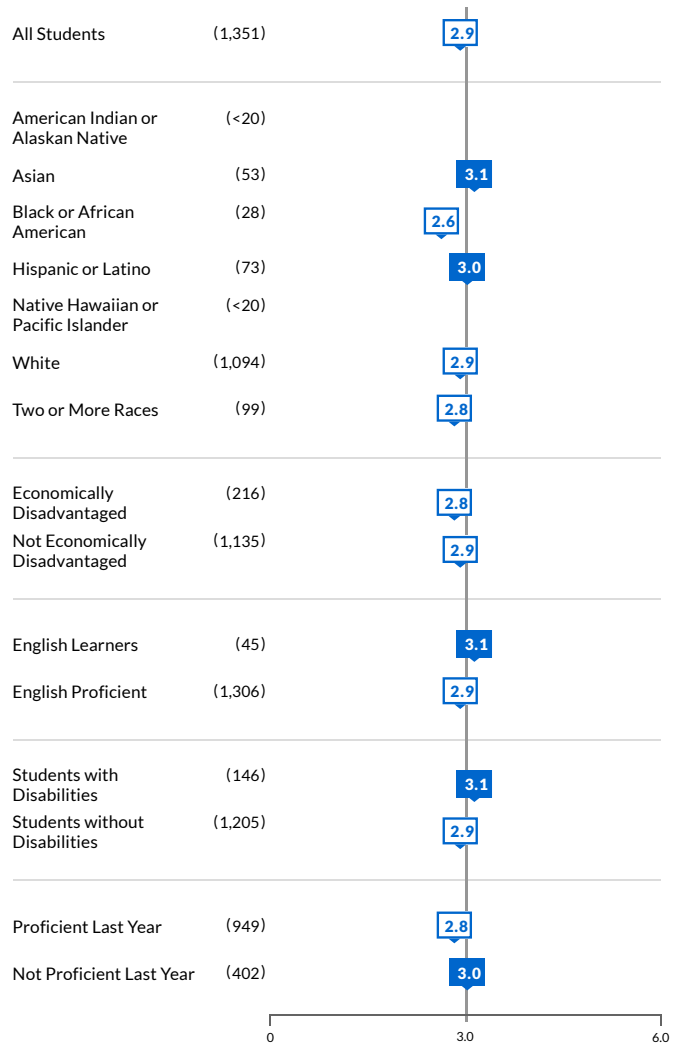 All Students (1,351) 2.9
American Indian or (<20)
Alaskan Native
Asian (53) 3.1
Black or African (28) 2.6
American
Hispanic or Latino (73) 3.0
Native Hawaiian or (<20)
Pacific Islander
White (1,094) 2.9
Two or More Races (99) 2.8
Economically (216) 2.8
Disadvantaged
Not Economically (1,135) 2.9
Disadvantaged
English Learners (45) 3.1
English Proficient (1,306) 2.9
Students with (146) 3.1
Disabilities
Students without (1,205) 2.9
Disabilities
Proficient Last Year (949) 2.8
Not Proficient Last Year (402) 3.0
0 3.0 6.0